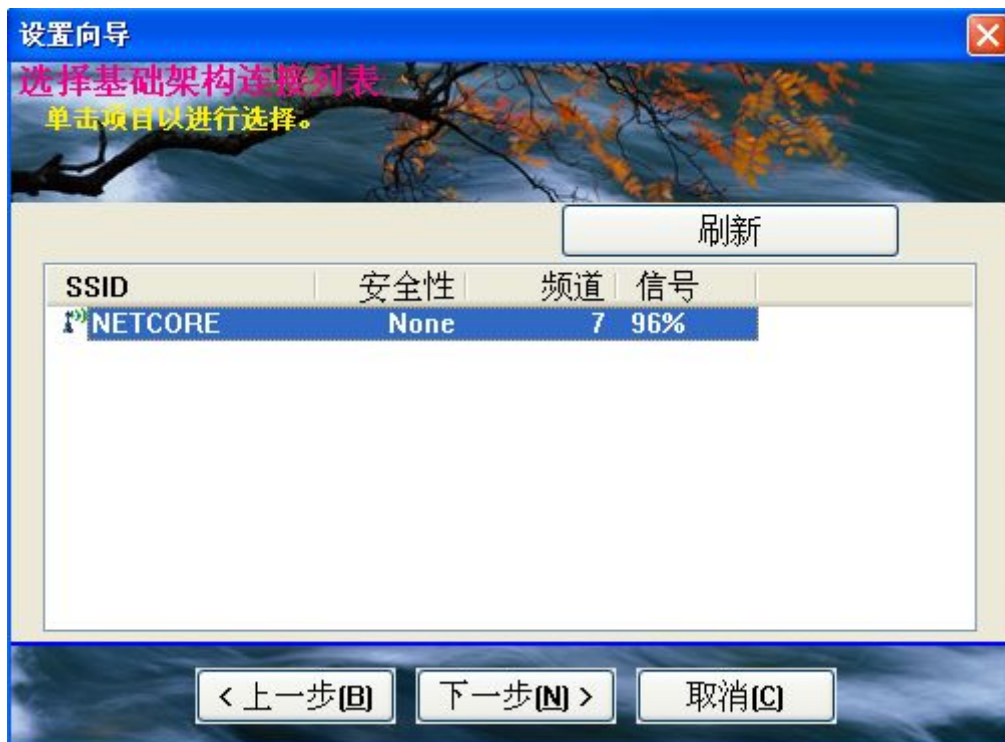 设置向导
选择基础架构连接列表
单击项目以进行选择。
刷新
SSID 安全性 频道 信号
NETCORE None 7 96%
<上一步(B) 下一步(N)> 取消(C)